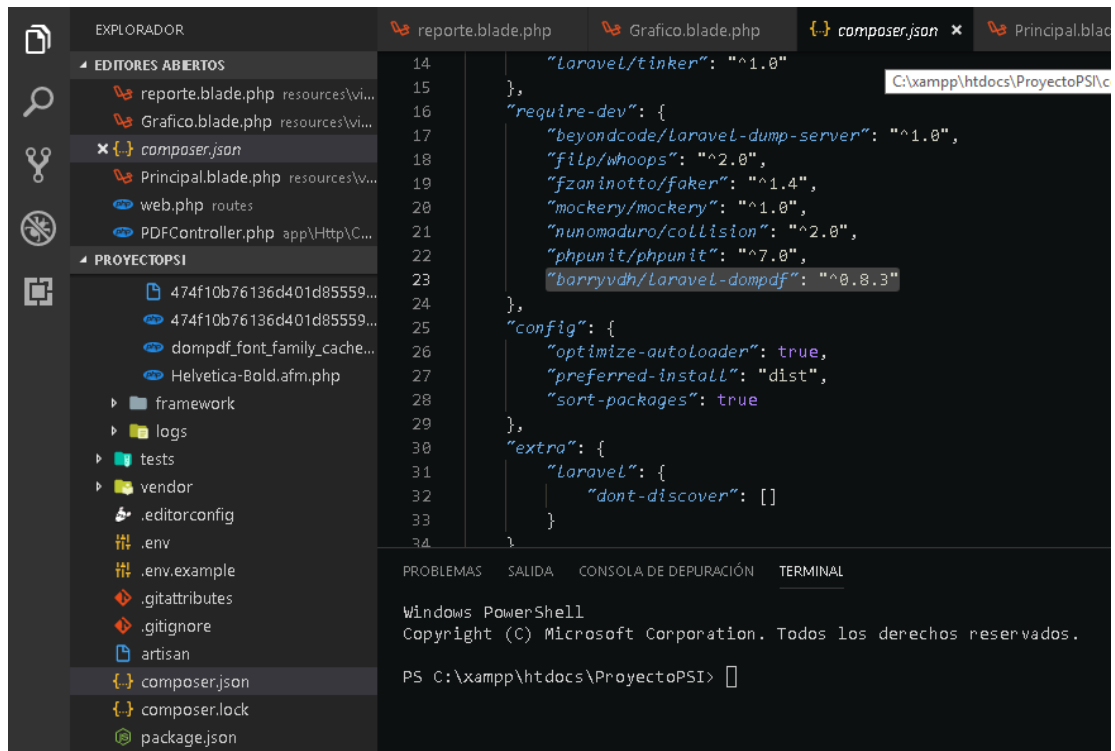 EXPLORADOR
EDITORES ABIERTOS
reporte.blade.php resources\vi...
Grafico.blade.php resources\vi...
composer.json
Principal.blade.php resources\v...
web.php routes
PDFController.php app\Http\C...
PROYECTOPSI
474f10b76136d401d85559...
474f10b76136d401d85559...
dompdf_font_family_cache...
Helvetica-Bold.afm.php
framework
logs
tests
vendor
.editorconfig
.env
.env.example
.gitattributes
.gitignore
artisan
composer.json
composer.lock
package.json
reporte.blade.php Grafico.blade.php composer.json Principal.blad
C:\xampp\htdocs\ProyectoPSI\c
14 "laravel/tinker": "^1.0"
15 },
16 "require-dev": {
17 "beyondcode/laravel-dump-server": "^1.0",
18 "filp/whoops": "^2.0",
19 "fzaninotto/faker": "^1.4",
20 "mockery/mockery": "^1.0",
21 "nunomaduro/collision": "^2.0",
22 "phpunit/phpunit": "^7.0",
23 "barryvdh/laravel-dompdf": "^0.8.3"
24 },
25 "config": {
26 "optimize-autoloader": true,
27 "preferred-install": "dist",
28 "sort-packages": true
29 },
30 "extra": {
31 "laravel": {
32 "dont-discover": []
33 }
34 }
PROBLEMAS SALIDA CONSOLA DE DEPURACIÓN TERMINAL
Windows PowerShell
Copyright (C) Microsoft Corporation. Todos los derechos reservados.
PS C:\xampp\htdocs\ProyectoPSI>